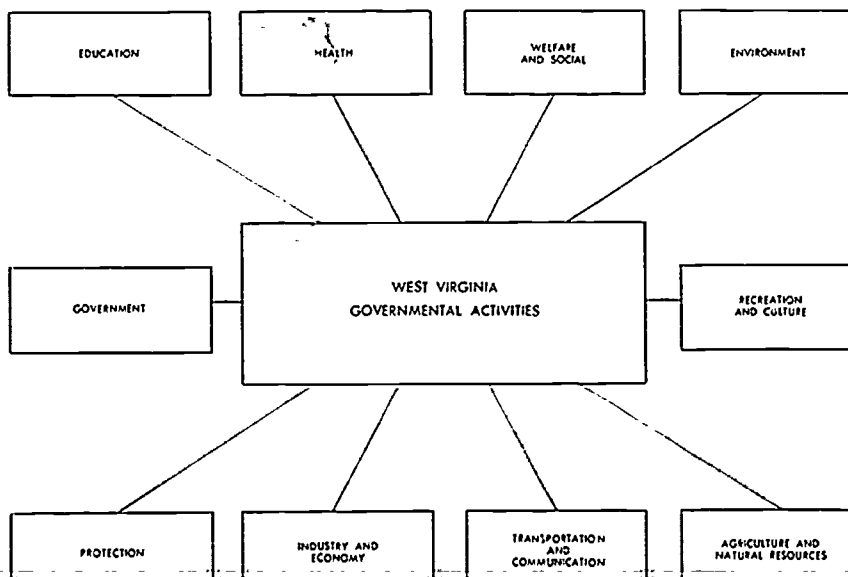 EDUCATION
HEALTH
WELFARE
AND SOCIAL
ENVIRONMENT
WEST VIRGINIA
GOVERNMENTAL ACTIVITIES
GOVERNMENT
RECREATION
AND CULTURE
PROTECTION
INDUSTRY AND
ECONOMY
TRANSPORTATION
AND
COMMUNICATION
AGRICULTURE AND
NATURAL RESOURCES